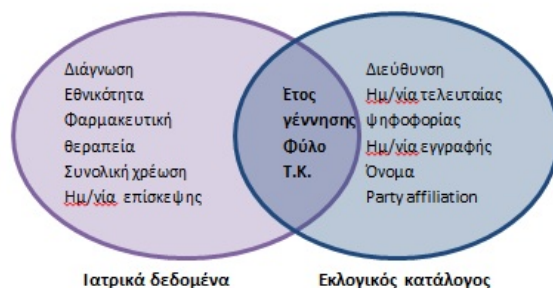 Διάγνωση
Εθνικότητα
Φαρμακευτική
θεραπεία
Συνολική χρέωση
Ημ/νία επίσκεψης
Έτος
γέννησης
Φύλο
Τ.Κ.
Διεύθυνση
Ημ/νία τελευταίας
ψηφοφορίας
Ημ/νία εγγραφής
Όνομα
Party affiliation
Ιατρικά δεδομένα
Εκλογικός κατάλογος